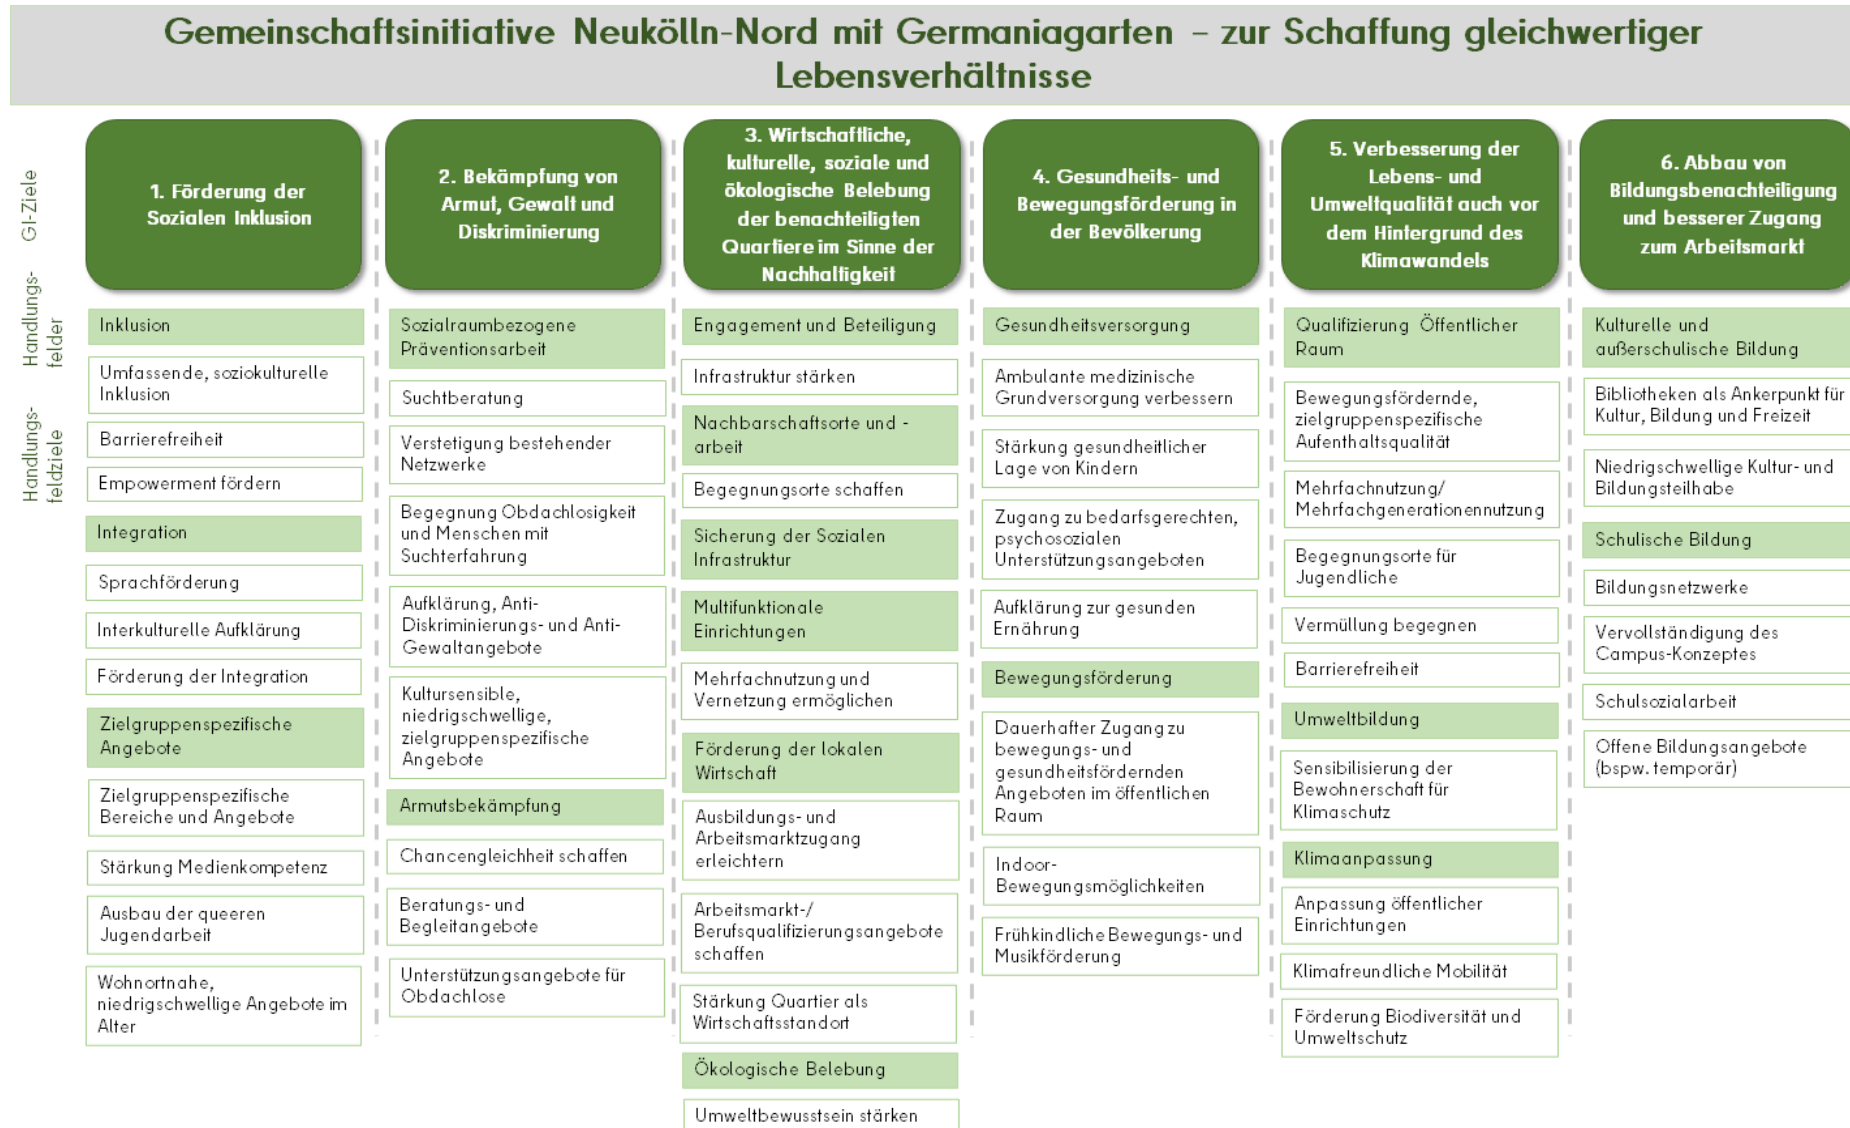 Gemeinschaftsinitiative Neukölln-Nord mit Germaniagarten – zur Schaffung gleichwertiger
Lebensverhältnisse
GI-Ziele
Handlungs-
felder
Handlungs-
feldziele
1. Förderung der
Sozialen Inklusion
Inklusion
Umfassende, soziokulturelle
Inklusion
Barrierefreiheit
Empowerment fördern
Integration
Sprachförderung
Interkulturelle Aufklärung
Förderung der Integration
Zielgruppenspezifische
Angebote
Zielgruppenspezifische
Bereiche und Angebote
Stärkung Medienkompetenz
Ausbau der queeren
Jugendarbeit
Wohnortnahe,
niedrigschwellige Angebote im
Alter
2. Bekämpfung von
Armut, Gewalt und
Diskriminierung
Sozialraumbezogene
Präventionsarbeit
Suchtberatung
Verstetigung bestehender
Netzwerke
Begegnung Obdachlosigkeit
und Menschen mit
Suchterfahrung
Aufklärung, Anti-
Diskriminierungs- und Anti-
Gewaltangebote
Kultursensible,
niedrigschwellige,
zielgruppenspezifische
Angebote
Armutsbekämpfung
Chancengleichheit schaffen
Beratungs- und
Begleitangebote
Unterstützungsangebote für
Obdachlose
3. Wirtschaftliche,
kulturelle, soziale und
ökologische Belebung
der benachteiligten
Quartiere im Sinne der
Nachhaltigkeit
Engagement und Beteiligung
Infrastruktur stärken
Nachbarschaftsorte und -
arbeit
Begegnungsorte schaffen
Sicherung der Sozialen
Infrastruktur
Multifunktionale
Einrichtungen
Mehrfachnutzung und
Vernetzung ermöglichen
Förderung der lokalen
Wirtschaft
Ausbildungs- und
Arbeitsmarktzugang
erleichtern
Arbeitsmarkt-/
Berufsqualifizierungsangebote
schaffen
Stärkung Quartier als
Wirtschaftsstandort
Ökologische Belebung
Umweltbewusstsein stärken
4. Gesundheits- und
Bewegungsförderung in
der Bevölkerung
Gesundheitsversorgung
Ambulante medizinische
Grundversorgung verbessern
Stärkung gesundheitlicher
Lage von Kindern
Zugang zu bedarfsgerechten,
psychosozialen
Unterstützungsangeboten
Aufklärung zur gesunden
Ernährung
Bewegungsförderung
Dauerhafter Zugang zu
bewegungs- und
gesundheitsfördernden
Angeboten im öffentlichen
Raum
Indoor-
Bewegungsmöglichkeiten
Frühkindliche Bewegungs- und
Musikförderung
5. Verbesserung der
Lebens- und
Umweltqualität auch vor
dem Hintergrund des
Klimawandels
Qualifizierung Öffentlicher
Raum
Bewegungsfördernde,
zielgruppenspezifische
Aufenthaltsqualität
Mehrfachnutzung/
Mehrfachgenerationennutzung
Begegnungsorte für
Jugendliche
Vermüllung begegnen
Barrierefreiheit
Umweltbildung
Sensibilisierung der
Bewohnerschaft für
Klimaschutz
Klimaanpassung
Anpassung öffentlicher
Einrichtungen
Klimafreundliche Mobilität
Förderung Biodiversität und
Umweltschutz
6. Abbau von
Bildungsbenachteiligung
und besserer Zugang
zum Arbeitsmarkt
Kulturelle und
außerschulische Bildung
Bibliotheken als Ankerpunkt für
Kultur, Bildung und Freizeit
Niedrigschwellige Kultur- und
Bildungsteilhabe
Schulische Bildung
Bildungsnetzwerke
Vervollständigung des
Campus-Konzeptes
Schulsozialarbeit
Offene Bildungsangebote
(bspw. temporär)